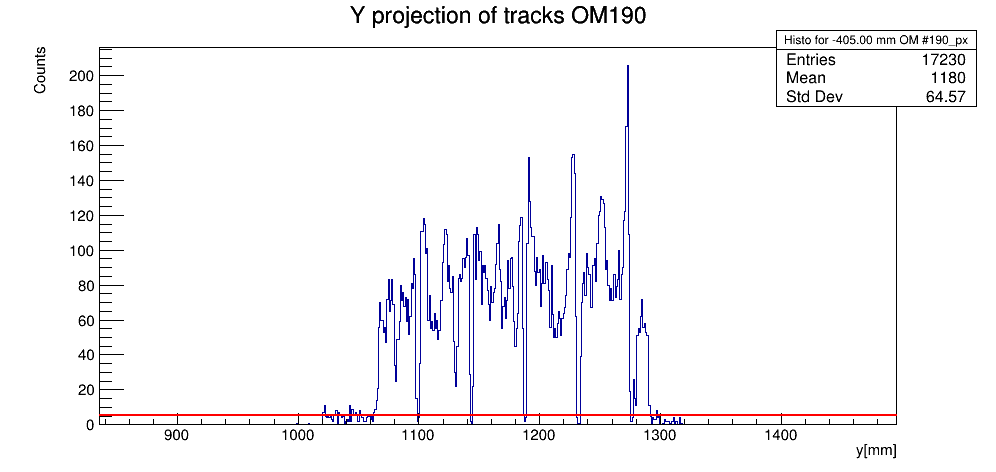 Y projection of tracks OM190
Histo for -405.00 mm OM #190_px
Entries 17230
Mean 1180
Std Dev 64.57
Counts
200
180
160
140
120
100
80
60
40
20
0
900 1000 1100 1200 1300 1400
y[mm]